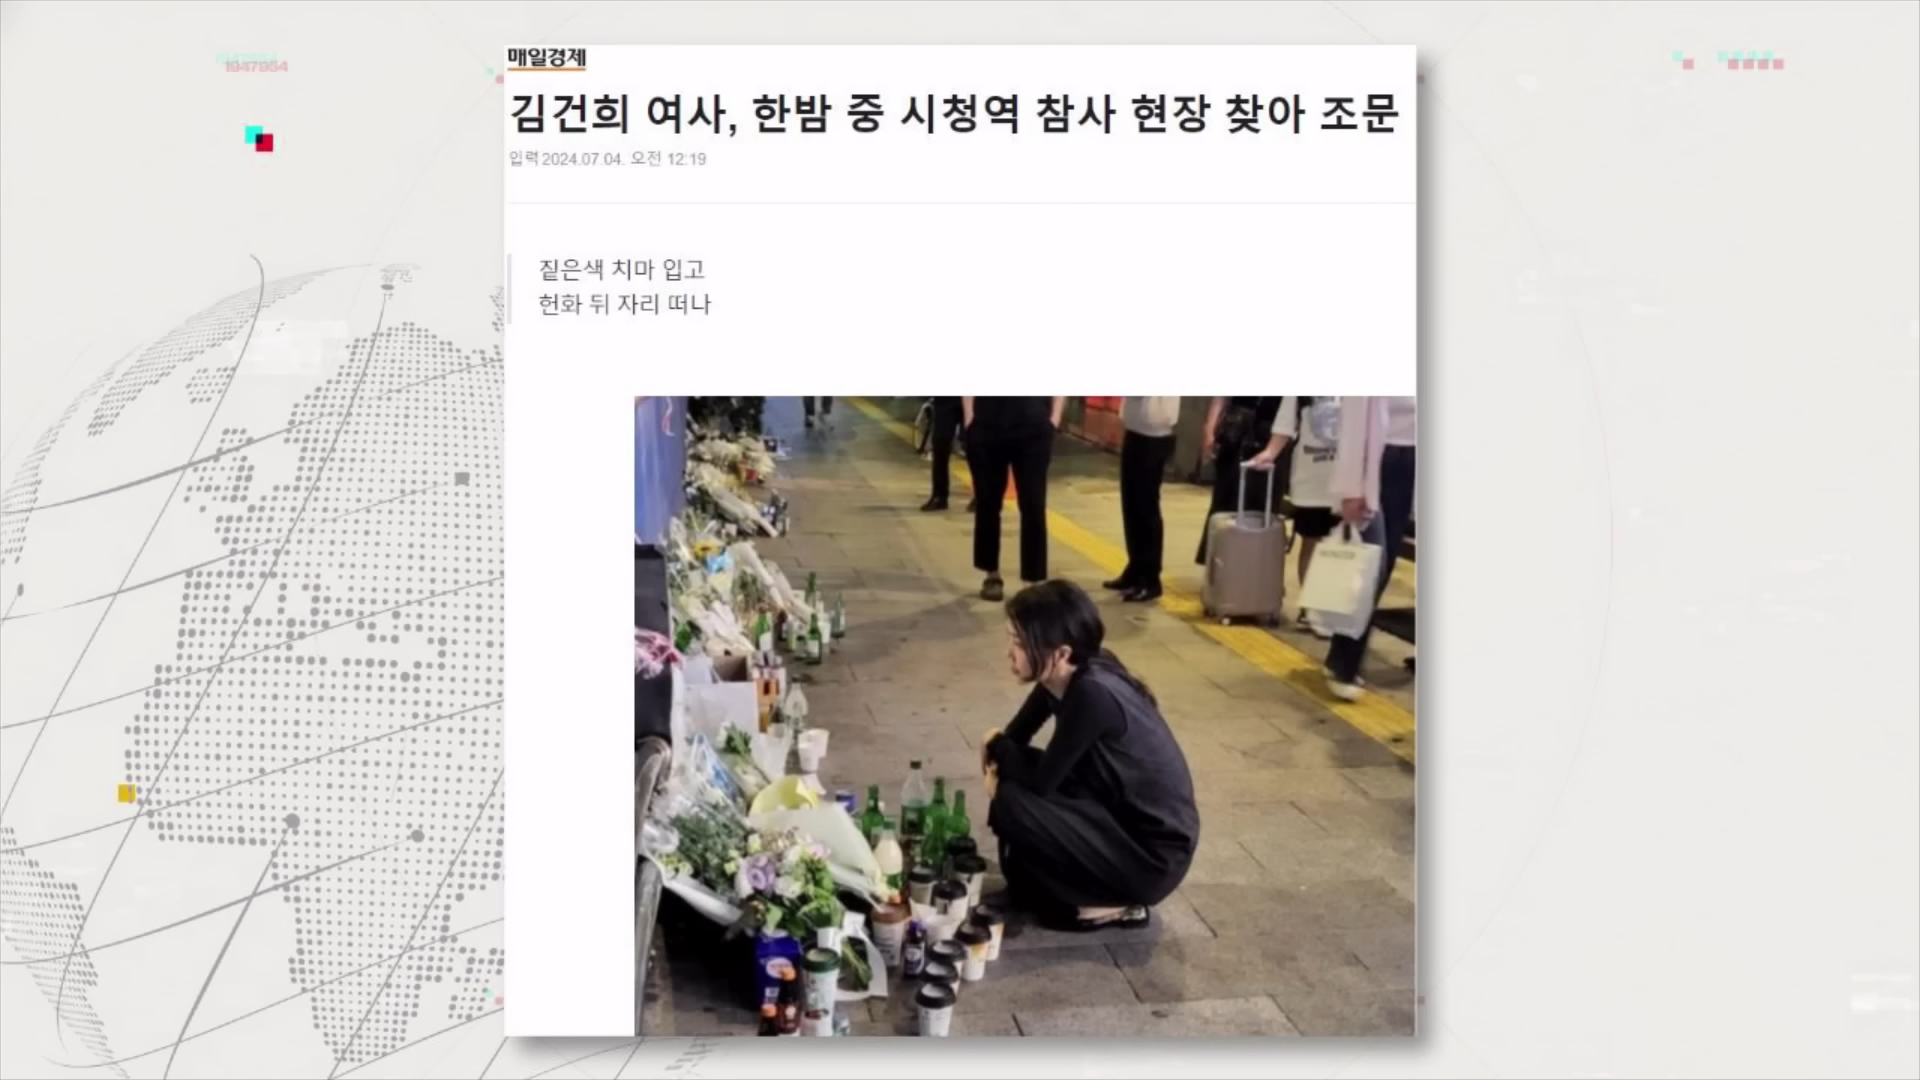 1947954
매일경제
김건희 여사, 한밤 중 시청역 참사 현장 찾아 조문
입력 2024.07.04. 오전 12:19
짙은색 치마 입고
헌화 뒤 자리 떠나